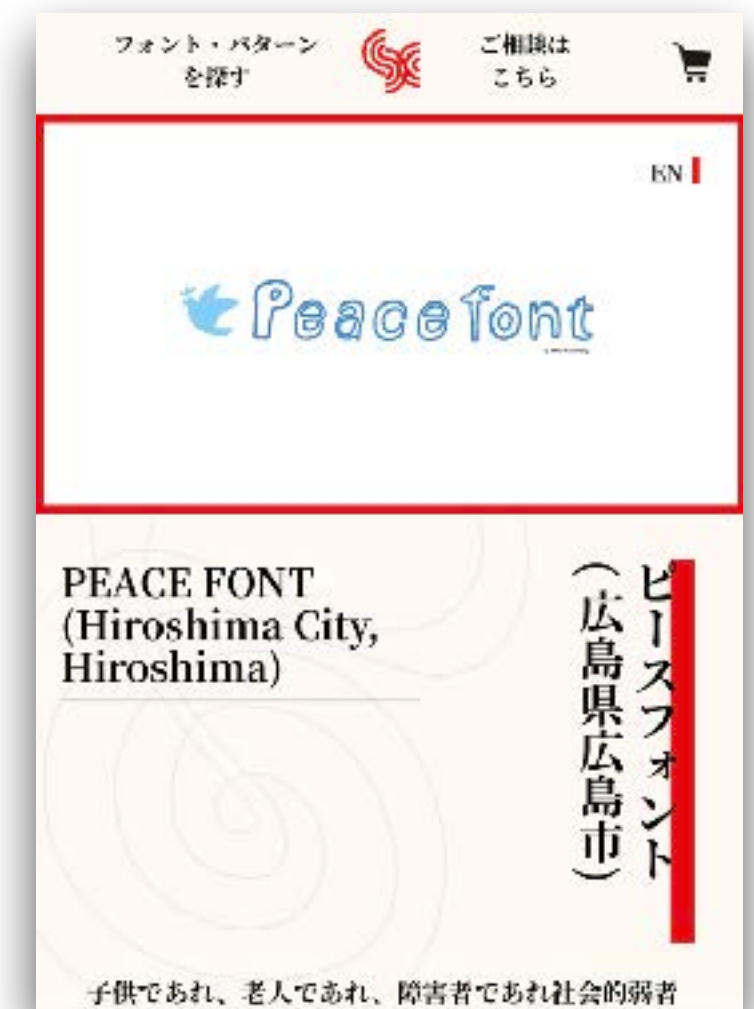 フォント・パターン
を探す
ご相談は
こちら
EN
Peace font
PEACE FONT
(Hiroshima City,
Hiroshima)
ピースフォント
（広島県広島市）
子供であれ、老人であれ、障害者であれ社会的弱者